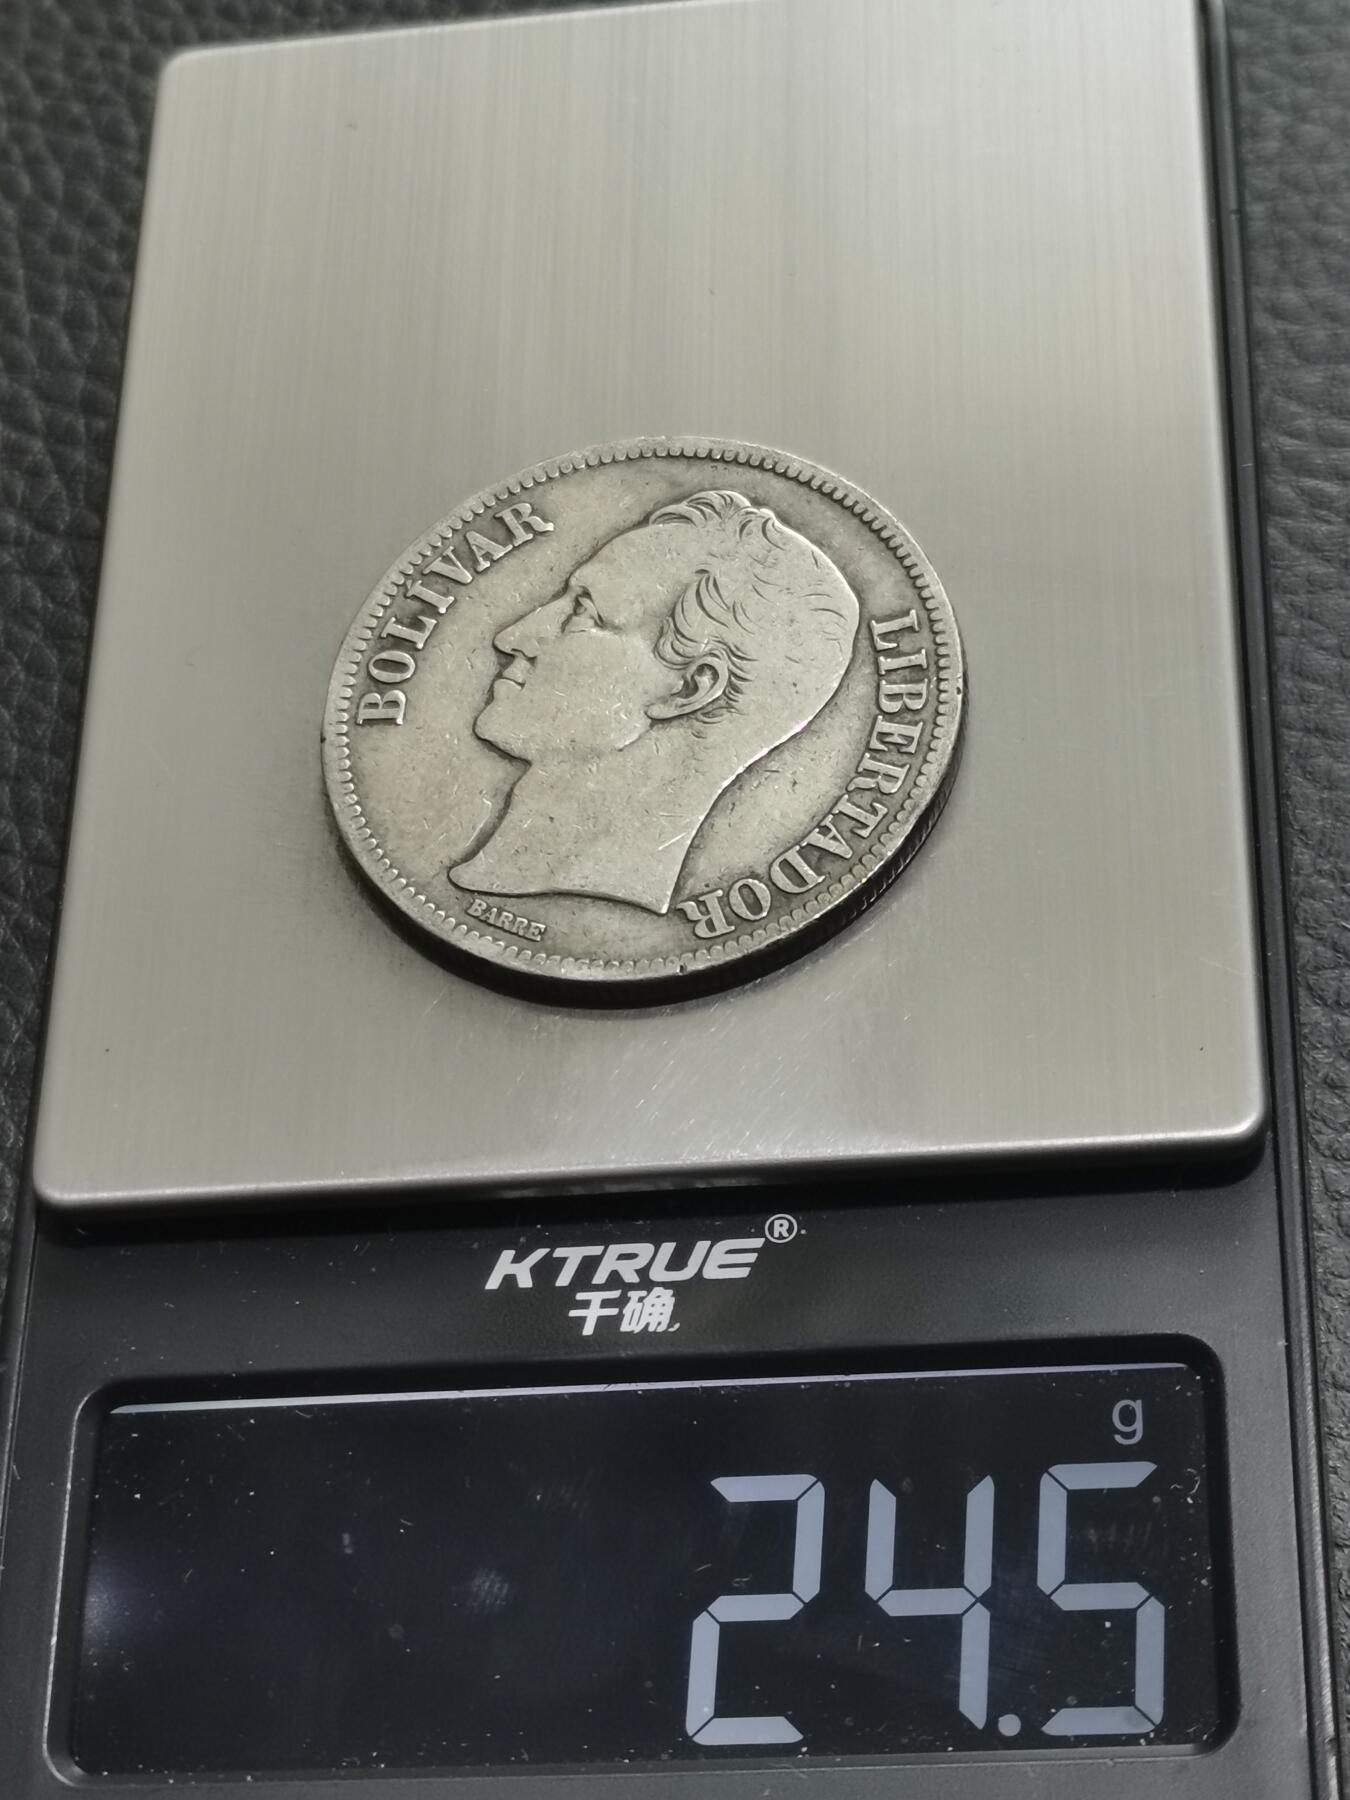 BOLÍVAR
LIBERTADOR
BARRE
KTRUE®
千确
g
24.5